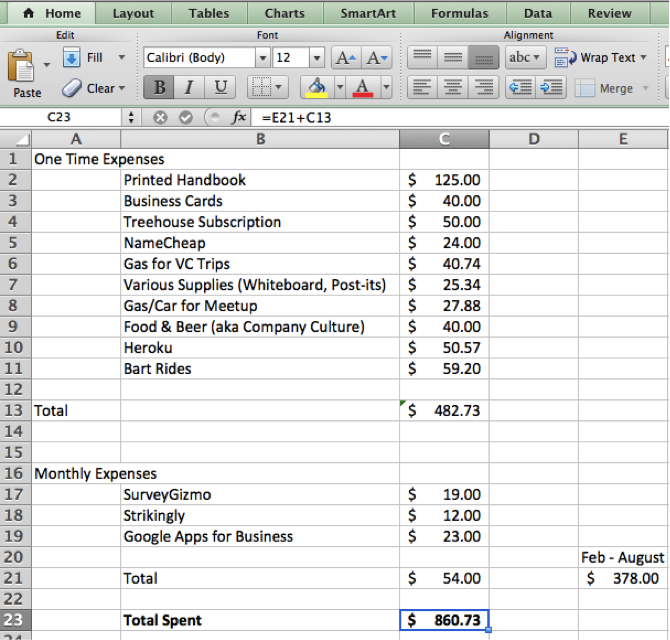 Home Layout Tables Charts SmartArt Formulas Data Review
Edit Font Alignment
Paste Fill Clear Calibri (Body) 12 A A abc Wrap Text
B I U A Merge
C23 fx =E21+C13
A B C D E
1 One Time Expenses
2 Printed Handbook $ 125.00
3 Business Cards $ 40.00
4 Treehouse Subscription $ 50.00
5 NameCheap $ 24.00
6 Gas for VC Trips $ 40.74
7 Various Supplies (Whiteboard, Post-its) $ 25.34
8 Gas/Car for Meetup $ 27.88
9 Food & Beer (aka Company Culture) $ 40.00
10 Heroku $ 50.57
11 Bart Rides $ 59.20
12
13 Total $ 482.73
14
15
16 Monthly Expenses
17 SurveyGizmo $ 19.00
18 Strikingly $ 12.00
19 Google Apps for Business $ 23.00
20 Feb - August
21 Total $ 54.00 $ 378.00
22
23 Total Spent $ 860.73